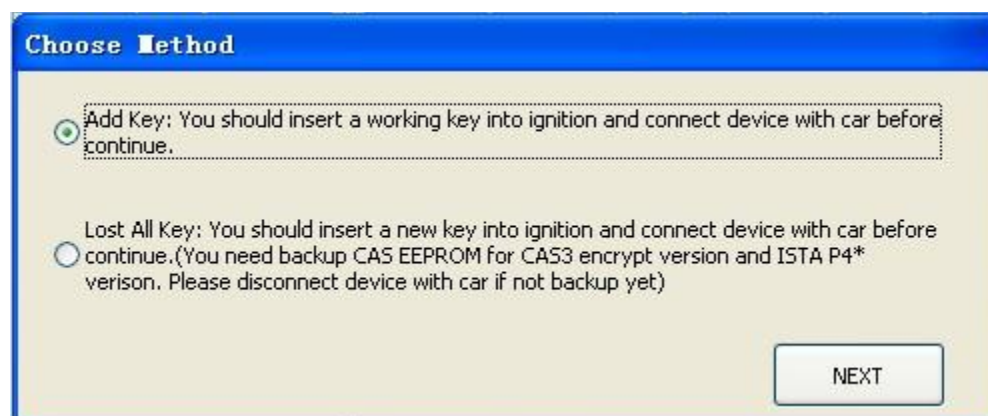 Choose Method
Add Key: You should insert a working key into ignition and connect device with car before
continue.
Lost All Key: You should insert a new key into ignition and connect device with car before
continue.(You need backup CAS EEPROM for CAS3 encrypt version and ISTA P4*
verison. Please disconnect device with car if not backup yet)
NEXT